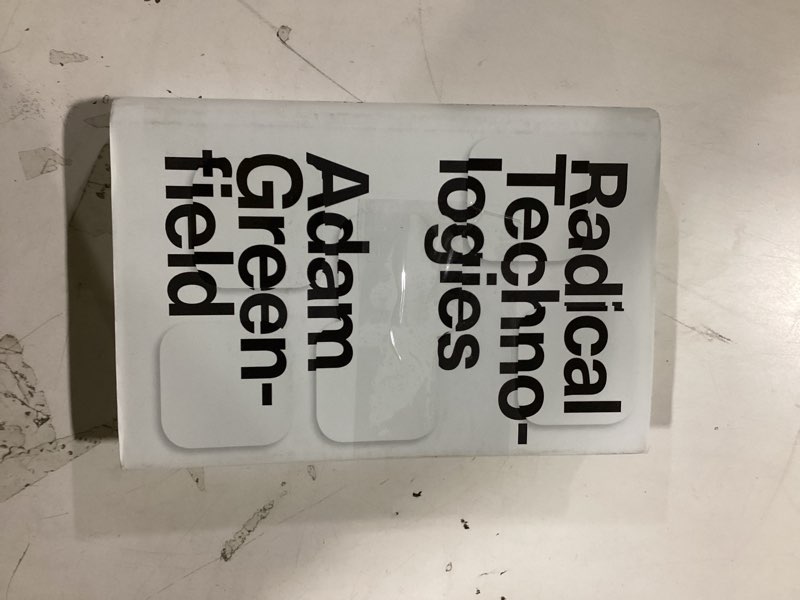 Radical
Techno-
logies
Adam
Green-
field